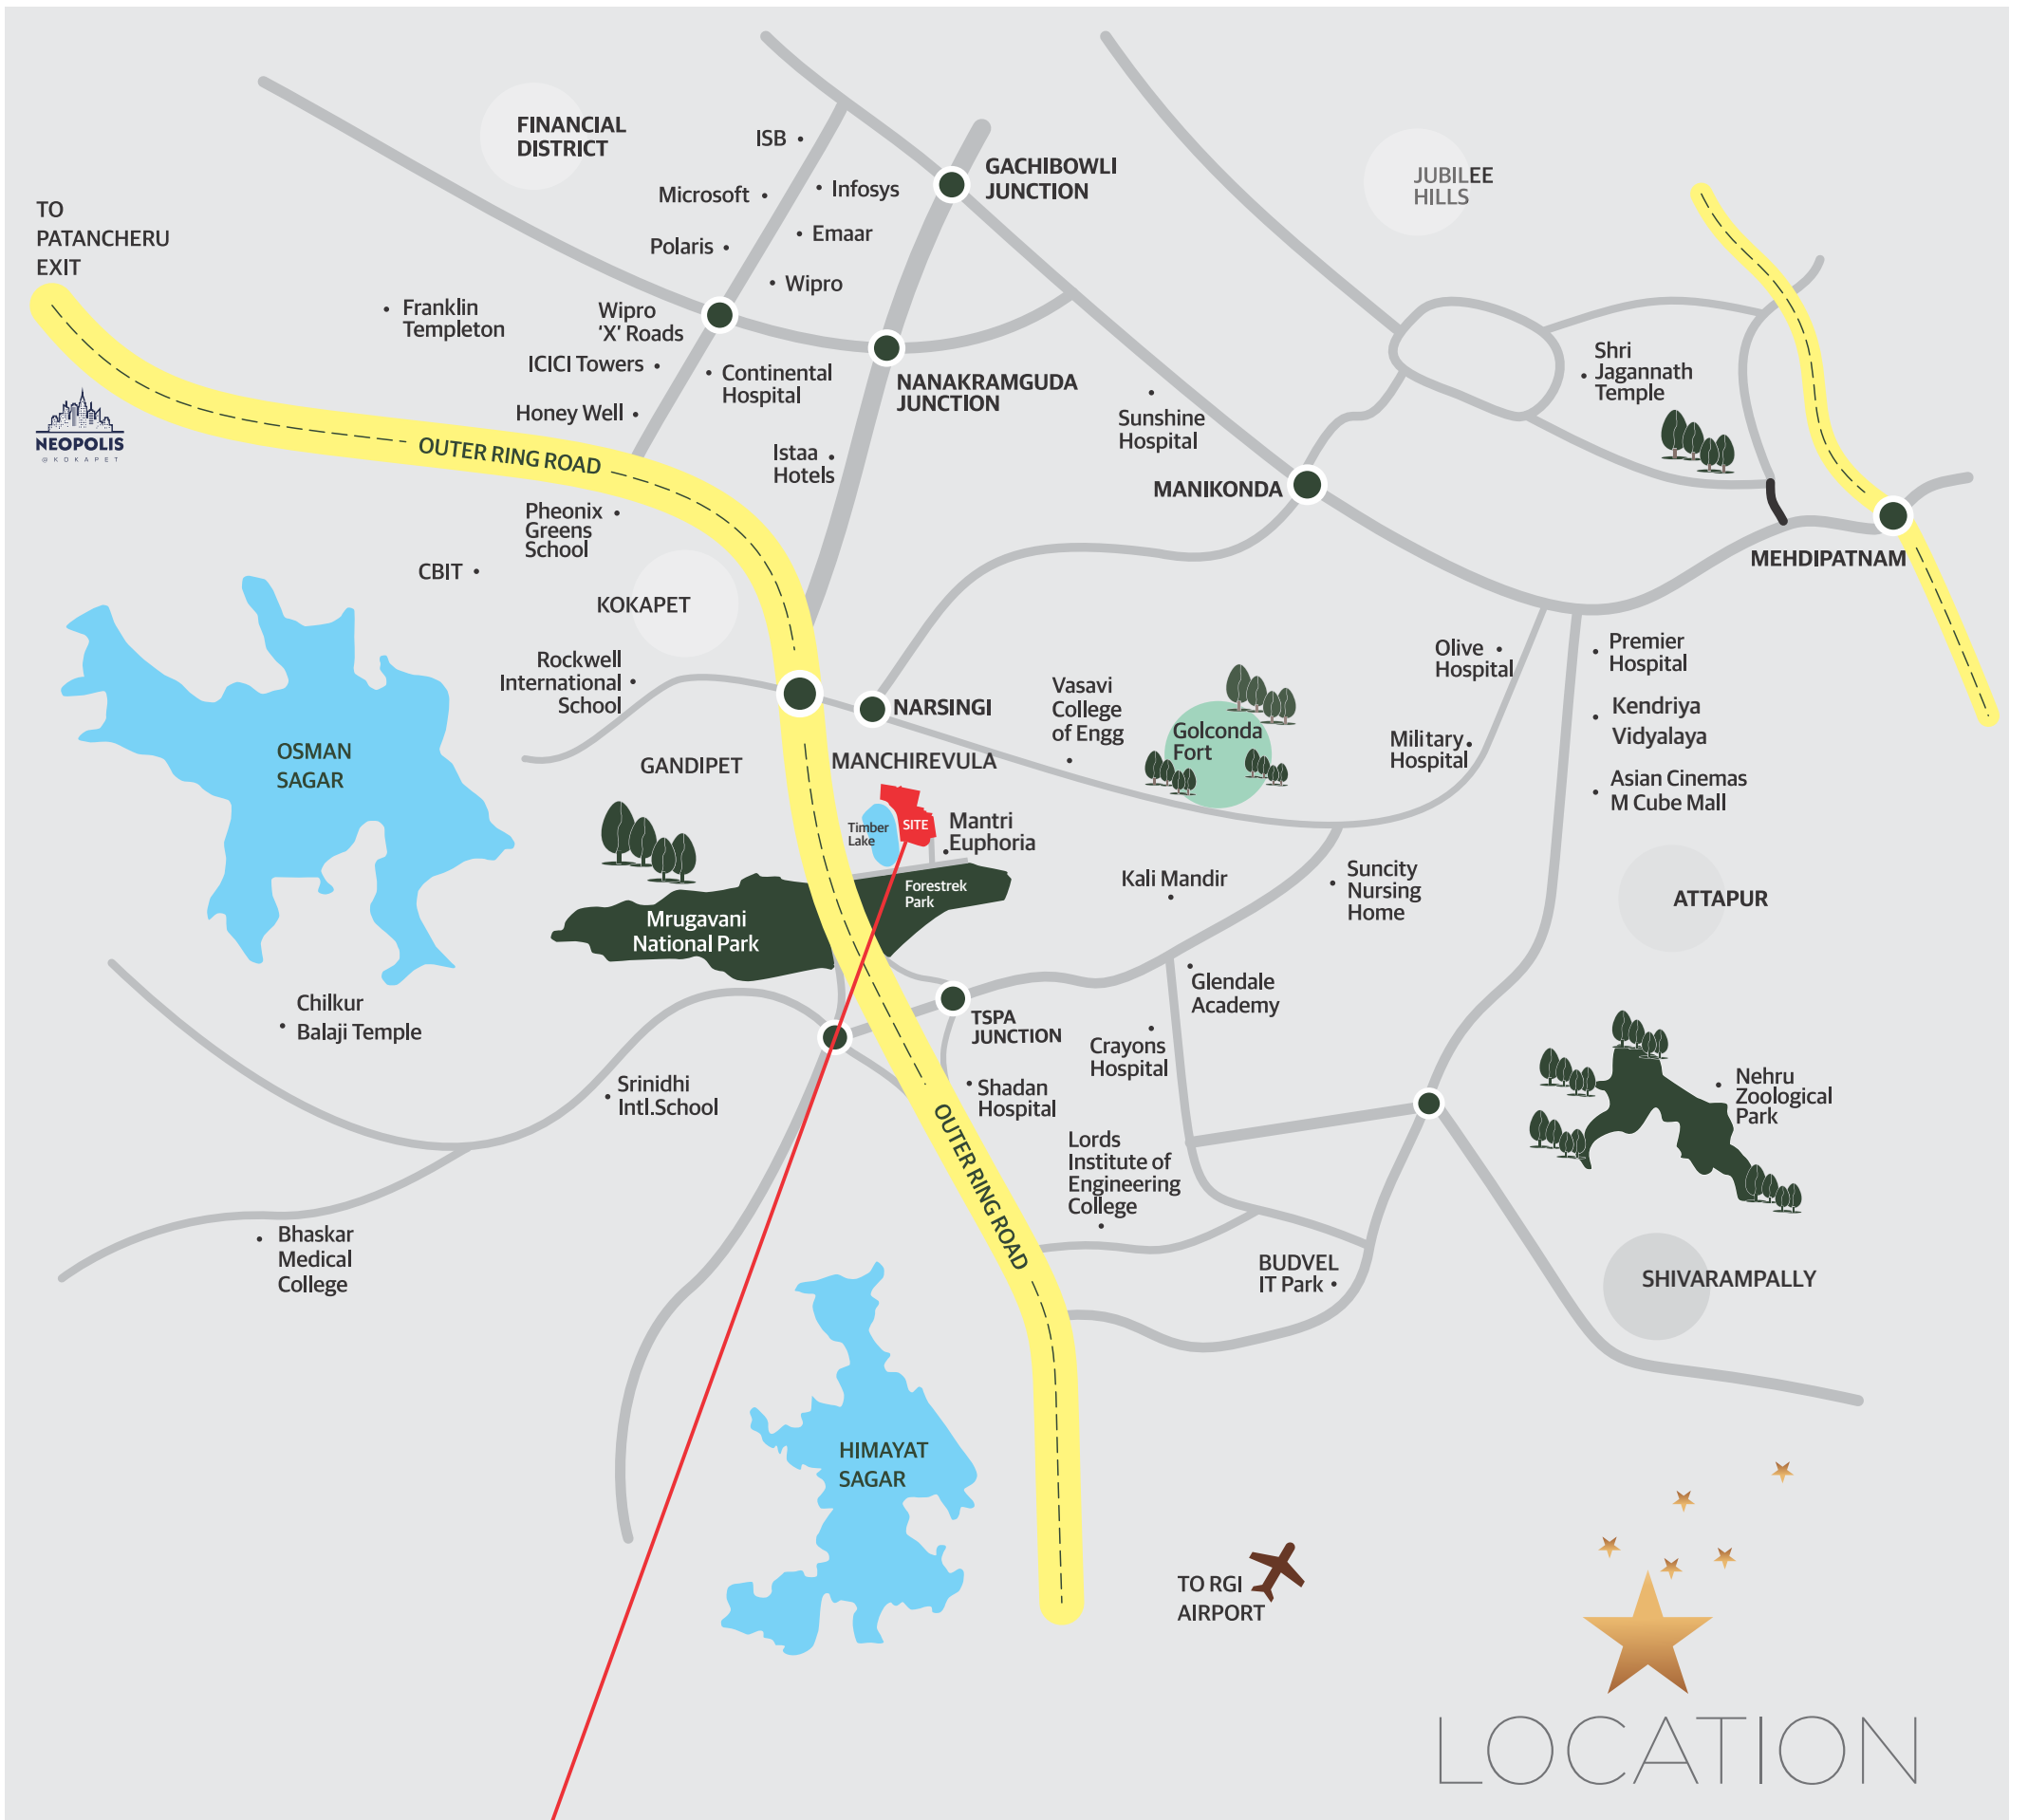 FINANCIAL
DISTRICT
ISB
GACHIBOWLI
JUNCTION
Microsoft
Infosys
JUBILEE
HILLS
TO
PATANCHERU
EXIT
Polaris
Emaar
Wipro
Franklin
Templeton
Wipro
‘X’ Roads
ICICI Towers
Continental
Hospital
NANAKRAMGUDA
JUNCTION
Shri
Jagannath
Temple
Honey Well
Sunshine
Hospital
NEOPOLIS
@KOKAPET
OUTER RING ROAD
Istaa
Hotels
MANIKONDA
Pheonix
Greens
School
MEHDIPATNAM
CBIT
KOKAPET
Rockwell
International
School
Olive
Hospital
Premier
Hospital
NARSINGI
Vasavi
College
of Engg
Golconda
Fort
Kendriya
Vidyalaya
Military
Hospital
OSMAN
SAGAR
GANDIPET
MANCHIREVULA
Asian Cinemas
M Cube Mall
Timber
Lake
SITE
Mantri
Euphoria
Forestrek
Park
Kali Mandir
Suncity
Nursing
Home
ATTAPUR
Mrugavani
National Park
Glendale
Academy
Chilkur
Balaji Temple
TSPA
JUNCTION
Crayons
Hospital
Srinidhi
Intl.School
Shadan
Hospital
Nehru
Zoological
Park
OUTER RING ROAD
Lords
Institute of
Engineering
College
Bhaskar
Medical
College
BUDVEL
IT Park
SHIVARAMPALLY
HIMAYAT
SAGAR
TO RGI
AIRPORT
LOCATION